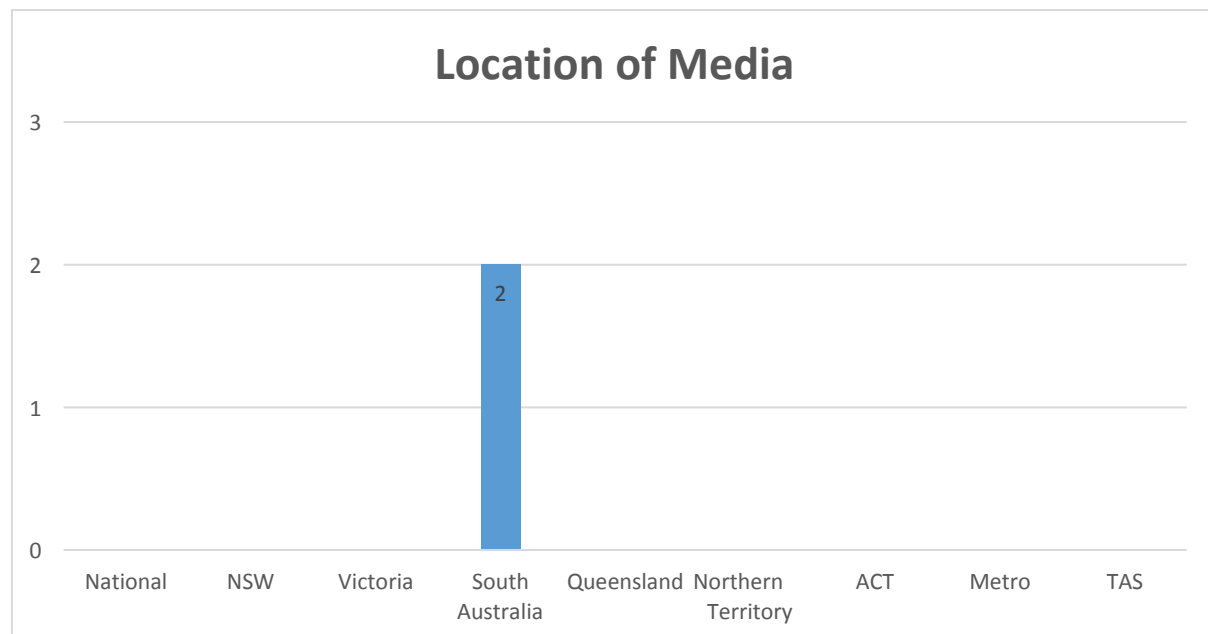 Location of Media
3
2
2
1
0
National NSW Victoria South Queensland Northern ACT Metro TAS
Australia Territory